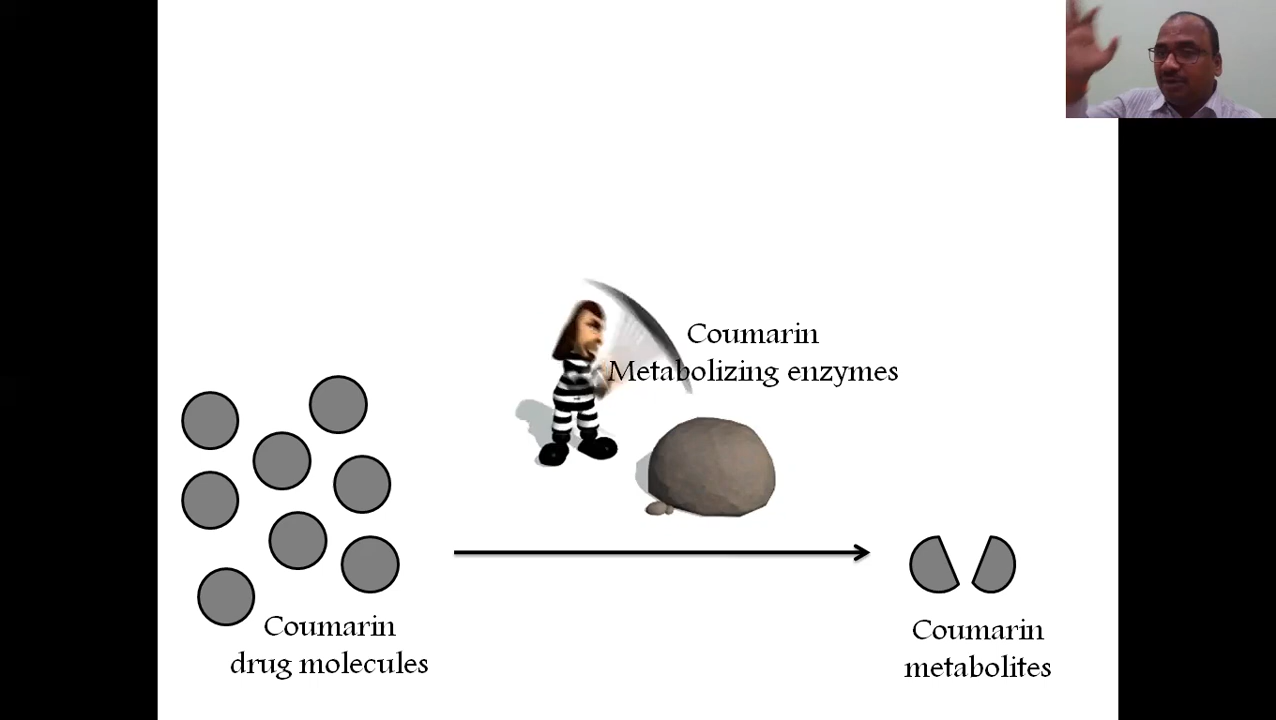 Coumarin
Metabolizing enzymes
Coumarin
drug molecules
Coumarin
metabolites